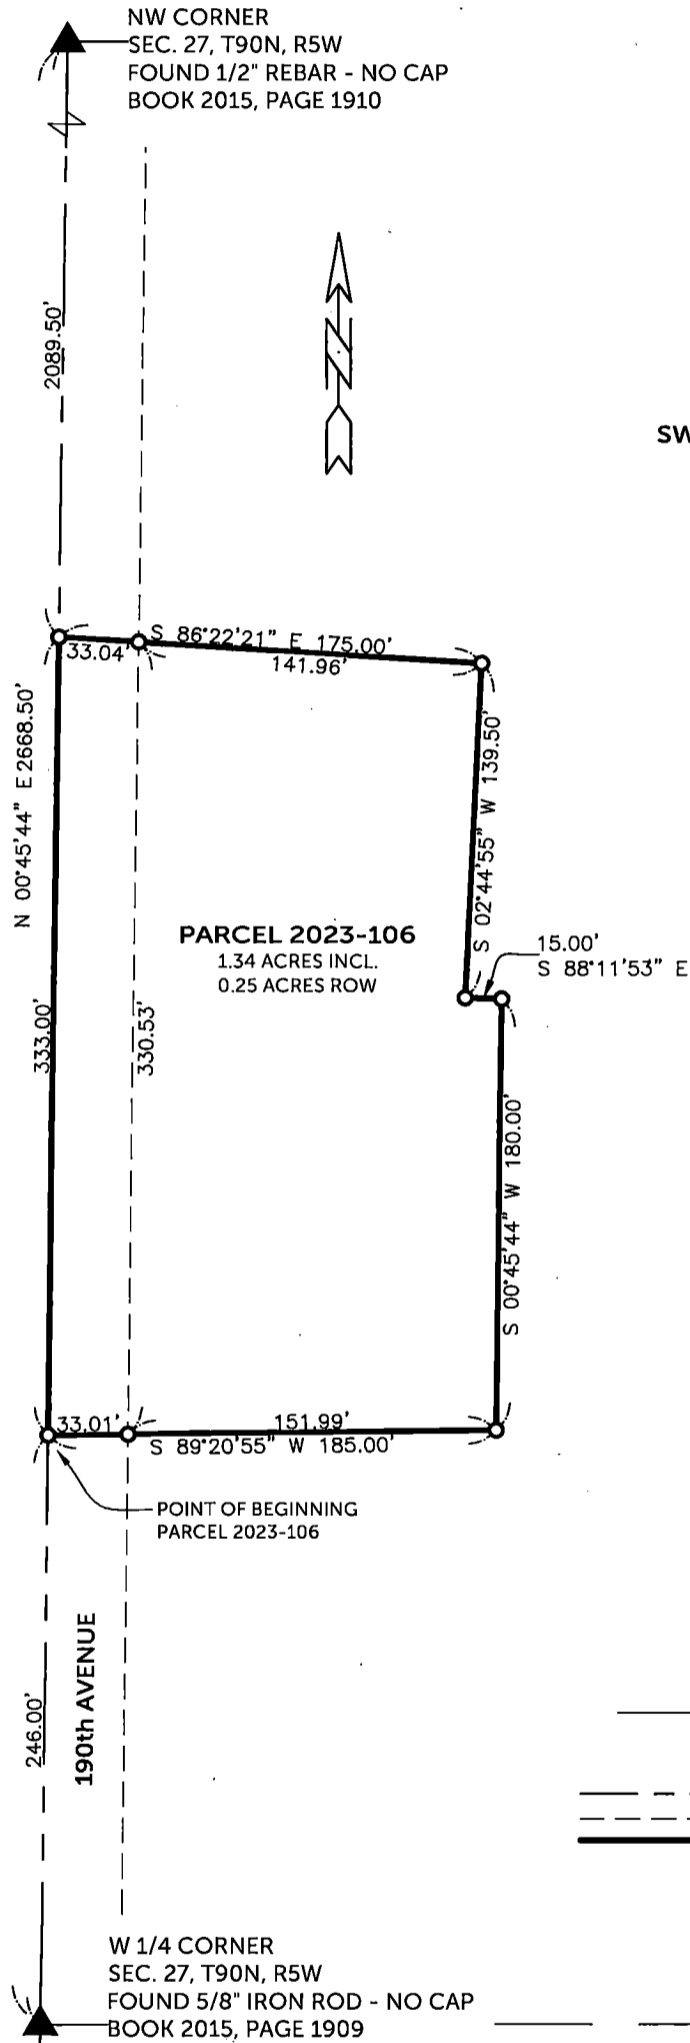 NW CORNER
SEC. 27, T90N, R5W
FOUND 1/2" REBAR - NO CAP
BOOK 2015, PAGE 1910
2089.50'
SW
S 86°22'21" E 175.00'
33.04'
141.96'
N 00°45'44" E 2668.50'
S 02°44'55" W 139.50'
PARCEL 2023-106
1.34 ACRES INCL.
0.25 ACRES ROW
15.00'
S 88°11'53" E
333.00'
330.53'
S 00°45'44" W 180.00'
33.01'
151.99'
S 89°20'55" W 185.00'
POINT OF BEGINNING
PARCEL 2023-106
190th AVENUE
246.00'
W 1/4 CORNER
SEC. 27, T90N, R5W
FOUND 5/8" IRON ROD - NO CAP
BOOK 2015, PAGE 1909